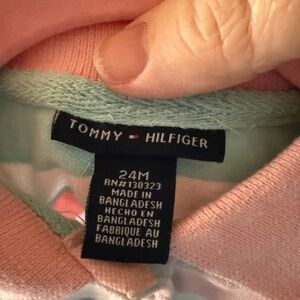 TOMMY HILFIGER
24M
RN#130323
MADE IN
BANGLADESH
HECHO EN
BANGLADESH
FABRIQUE AU
BANGLADESH